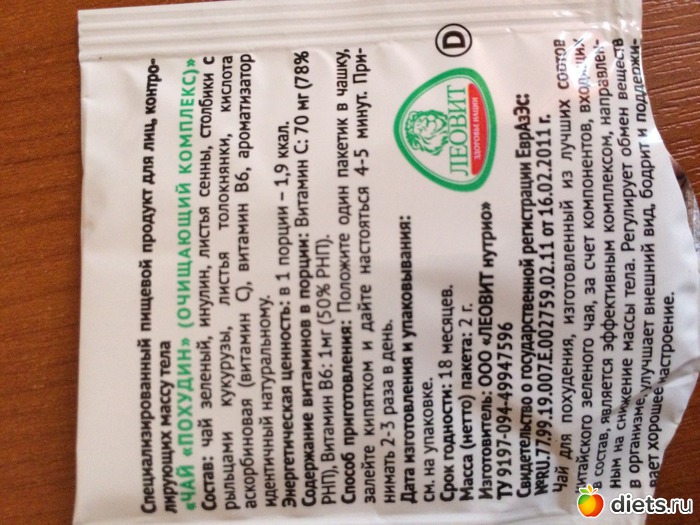 Специализированный пищевой продукт для лиц, контро-
лирующих массу тела
«ЧАЙ «ПОХУДИН» (ОЧИЩАЮЩИЙ КОМПЛЕКС)»
Состав: чай зеленый, инулин, листья сенны, столбики с
рыльцами кукурузы, листья толокнянки, кислота
аскорбиновая (витамин С), витамин В6, ароматизатор
идентичный натуральному.
Энергетическая ценность: в 1 порции – 1,9 ккал.
Содержание витаминов в порции: Витамин С: 70 мг (78%
РНП), Витамин В6: 1мг (50% РНП).
Способ приготовления: Положите один пакетик в чашку,
залейте кипятком и дайте настояться 4-5 минут. При-
нимать 2-3 раза в день.
Дата изготовления и упаковывания:
см. на упаковке.
Срок годности: 18 месяцев.
Масса (нетто) пакета: 2 г.
Изготовитель: ООО «ЛЕОВИТ нутрио»
ТУ 9197-094-49947596
Свидетельство о государственной регистрации ЕврАзЭс:
№RU.77.99.19.007.Е.002759.02.11 от 16.02.2011 г.
Чай для похудения, изготовленный из лучших сортов
китайского зеленого чая, за счет компонентов, входящих
в состав, является эффективным комплексом, направлен-
ным на снижение массы тела. Регулирует обмен веществ
в организме, улучшает внешний вид, бодрит и поддержи-
вает хорошее настроение.
ЛЕОВИТ
ЗДОРОВЬЕ НАЦИИ
D
diets.ru